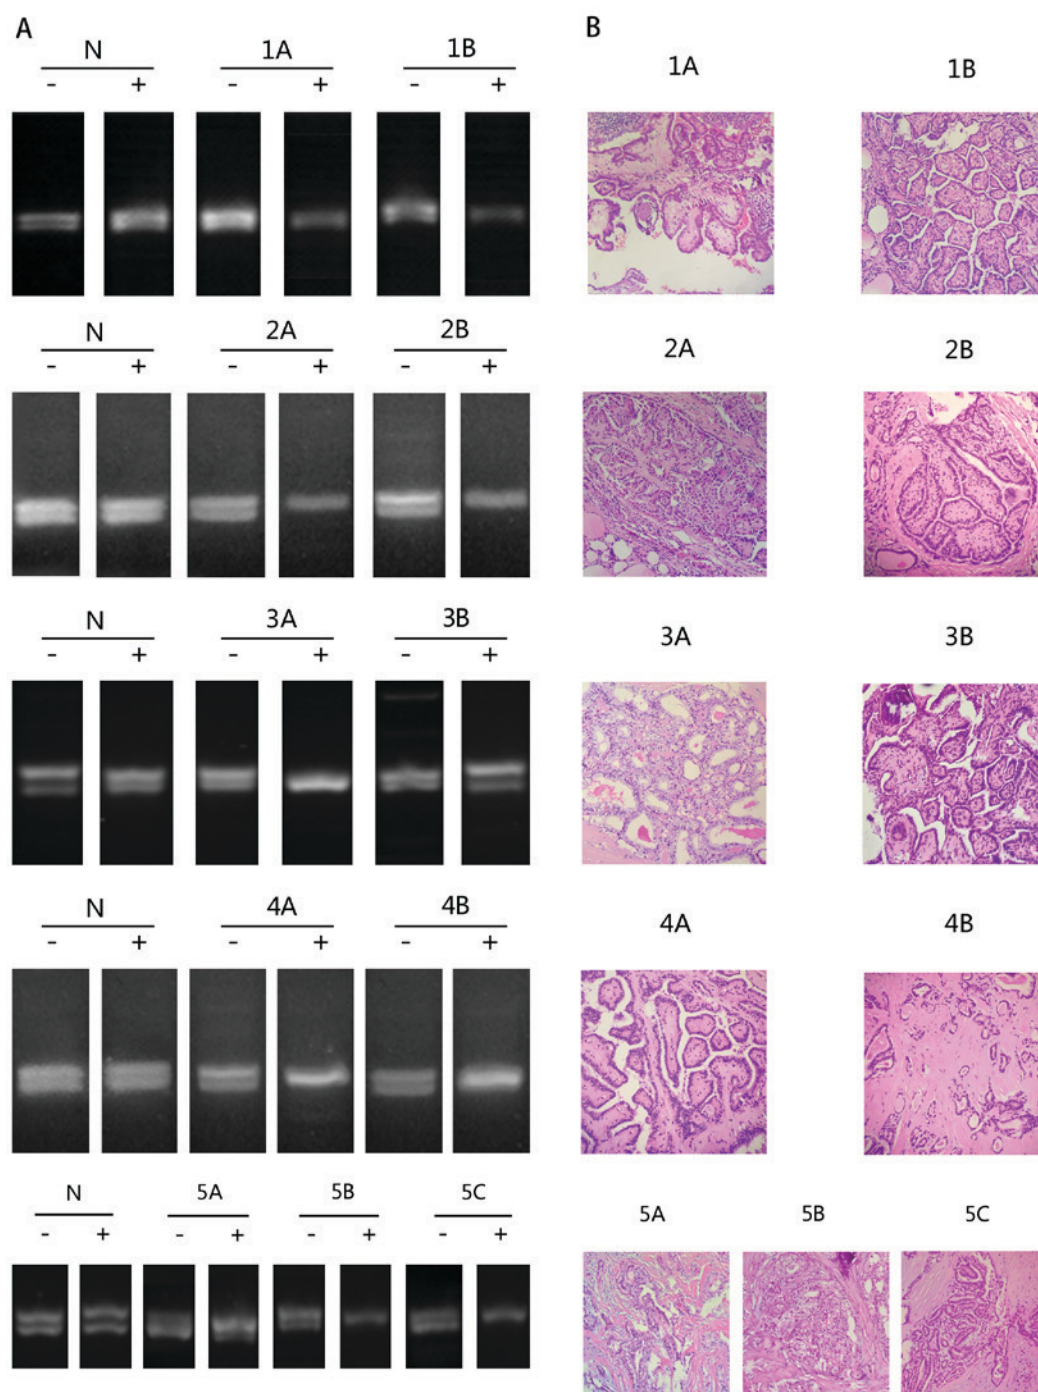 A
N 1A 1B
- + - + - +
N 2A 2B
- + - + - +
N 3A 3B
- + - + - +
N 4A 4B
- + - + - +
N 5A 5B 5C
- + - + - + - +
B
1A 1B
2A 2B
3A 3B
4A 4B
5A 5B 5C